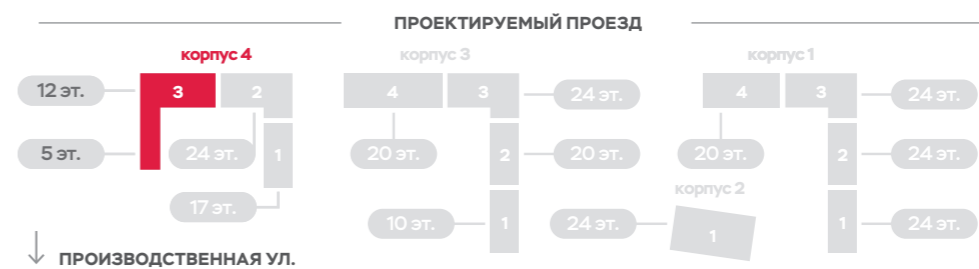 ПРОЕКТИРУЕМЫЙ ПРОЕЗД
корпус 4
корпус 3
корпус 1
12 эт.
3
2
4
3
24 эт.
4
3
24 эт.
5 эт.
24 эт.
1
20 эт.
2
20 эт.
20 эт.
2
24 эт.
корпус 2
17 эт.
10 эт.
1
24 эт.
1
1
24 эт.
ПРОИЗВОДСТВЕННАЯ УЛ.